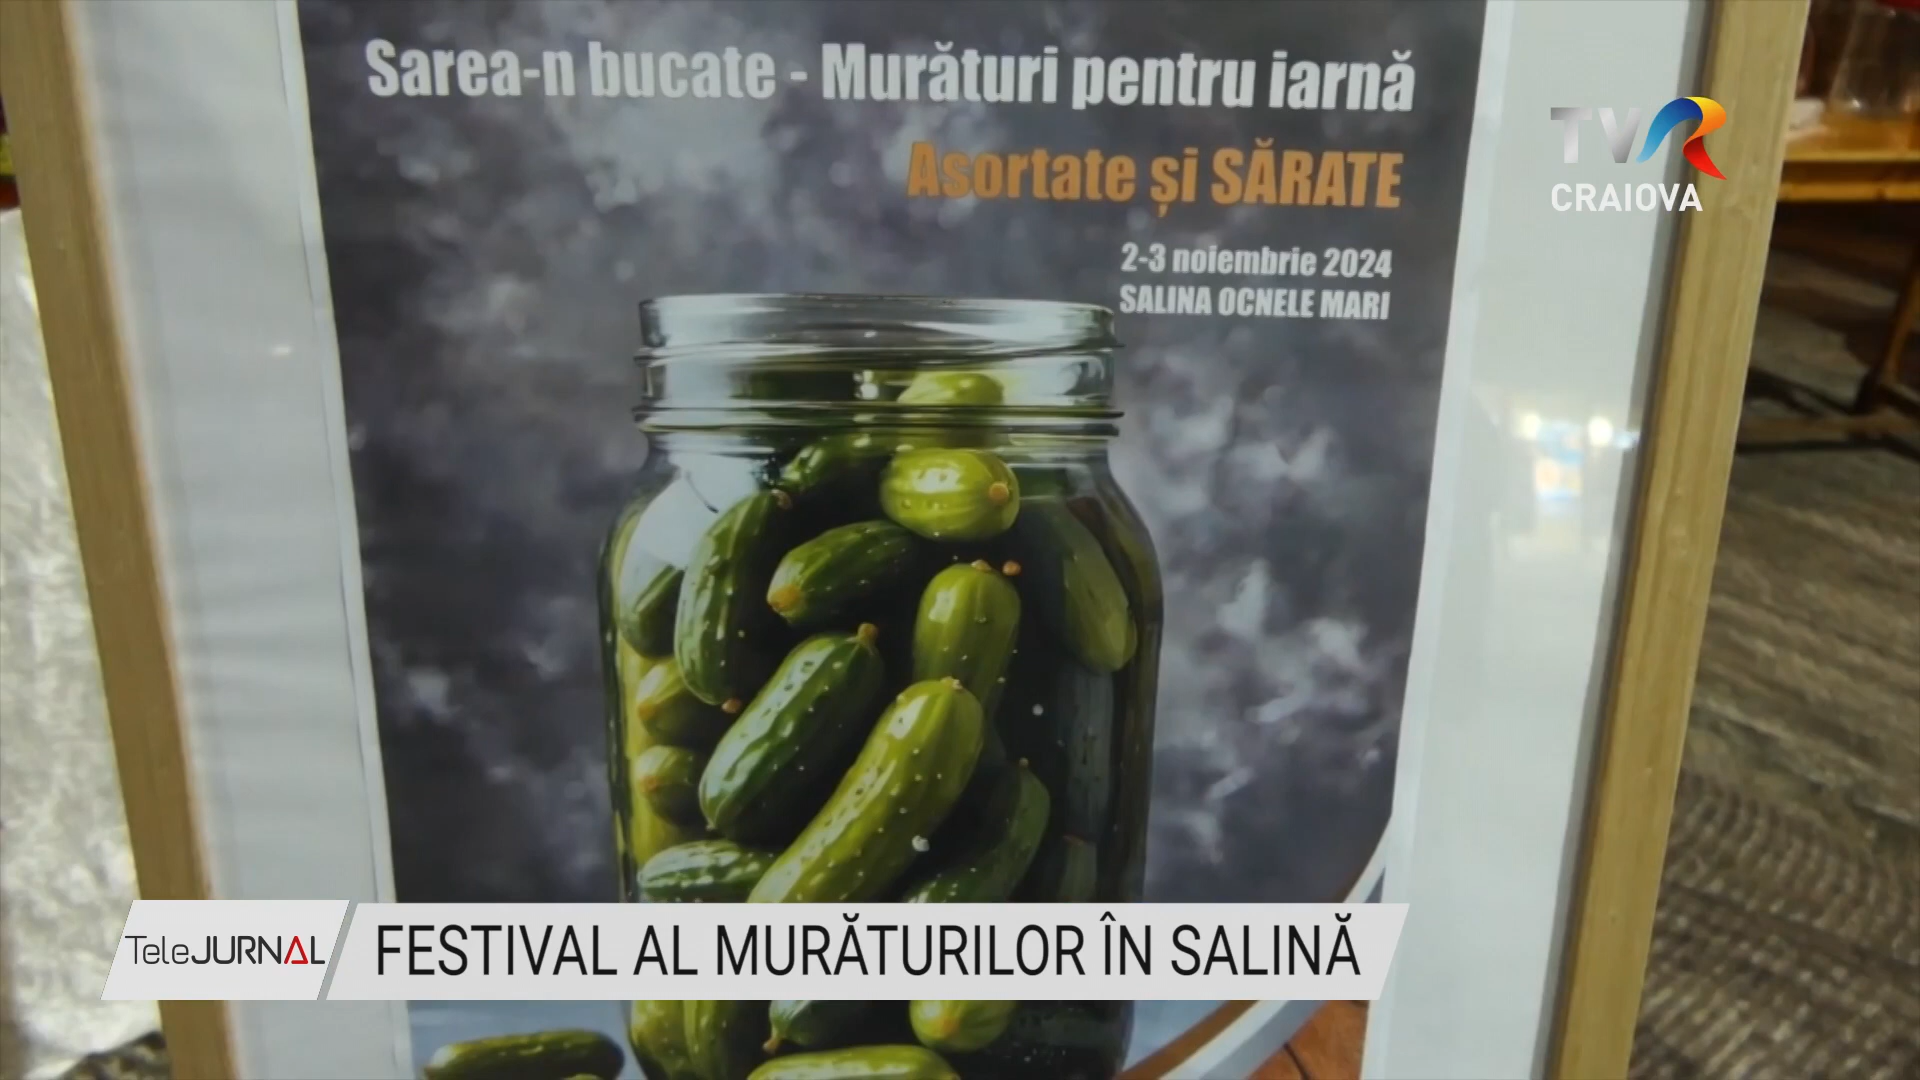 Sarea-n bucate - Murături pentru iarnă
Asortate și SĂRATE
2-3 noiembrie 2024
SALINA OCNELE MARI
TVR
CRAIOVA
TeleJURNAL
FESTIVAL AL MURĂTURILOR ÎN SALINĂ